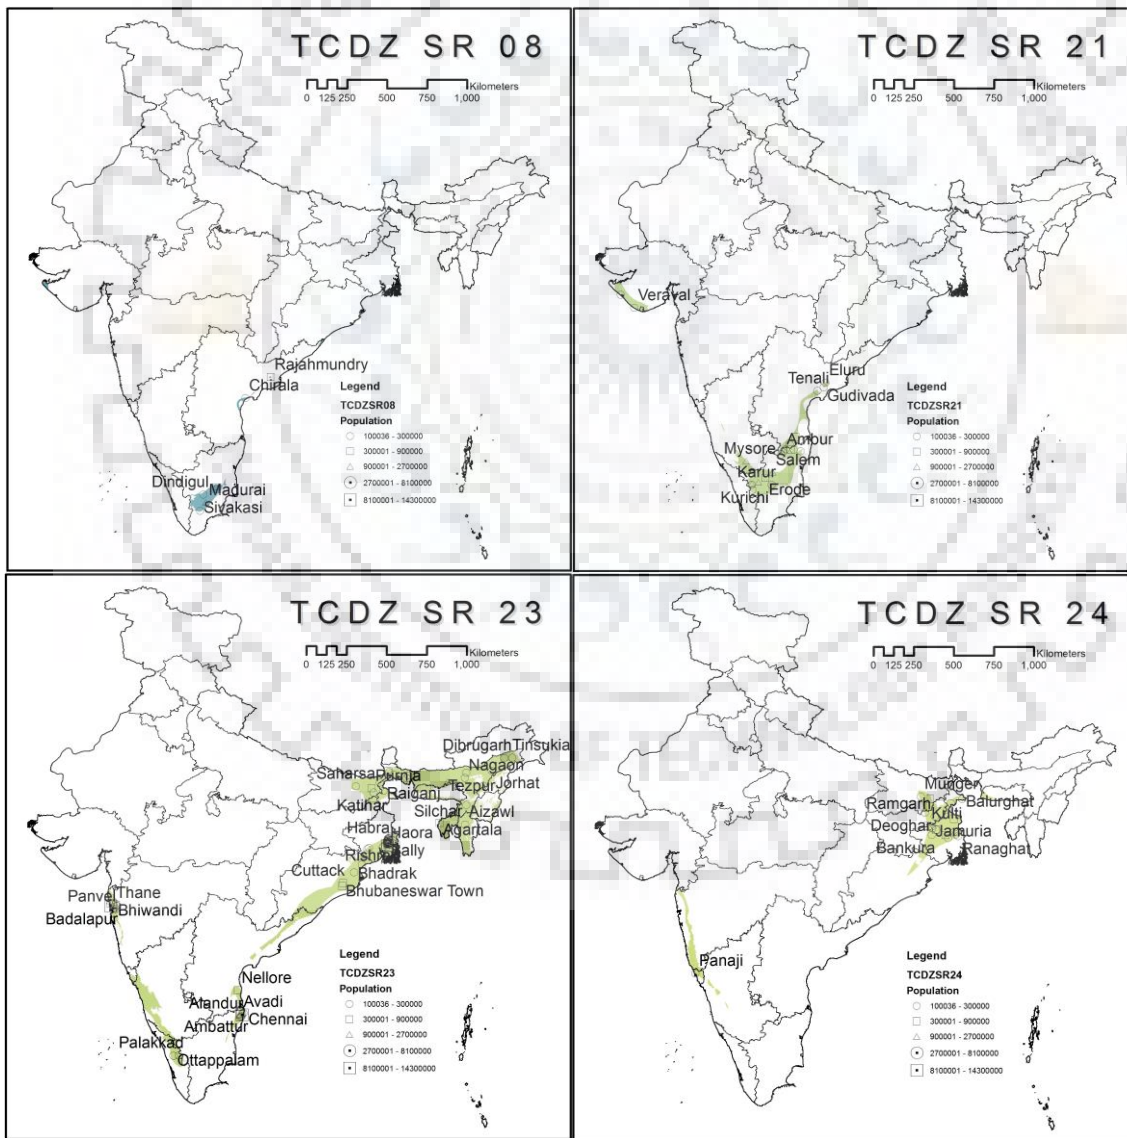 TCDZ SR 08
Kilometers
0 125 250 500 750 1,000
Rajahmundry
Chirala
Dindigul
Madurai
Sivakasi
Legend
TCDZSR08
Population
100036 - 300000
300001 - 900000
900001 - 2700000
2700001 - 8100000
8100001 - 14300000
TCDZ SR 21
Kilometers
0 125 250 500 750 1,000
Veraval
Eluru
Tenali
Gudivada
Ambur
Mysore
Salem
Karur
Kurichi
Erode
Legend
TCDZSR21
Population
100036 - 300000
300001 - 900000
900001 - 2700000
2700001 - 8100000
8100001 - 14300000
TCDZ SR 23
Kilometers
0 125 250 500 750 1,000
Dibrugarh Tinsukia
Nagaon
Saharsa Purnia
Jorhat
Raiganj
Tezpur
Katihar
Silchar Aizawl
Habra
Agartala
Haora
Bally
Cuttack
Bhadrak
Bhubaneswar Town
Panvel Thane
Bhiwandi
Badalapur
Nellore
Alandur
Avadi
Ambattur
Chennai
Palakkad
Ottappalam
Legend
TCDZSR23
Population
100036 - 300000
300001 - 900000
900001 - 2700000
2700001 - 8100000
8100001 - 14300000
TCDZ SR 24
Kilometers
0 125 250 500 750 1,000
Munger
Ramgarh
Balurghat
Kulti
Deoghar
Jamuria
Bankura
Ranaghat
Panaji
Legend
TCDZSR24
Population
100036 - 300000
300001 - 900000
900001 - 2700000
2700001 - 8100000
8100001 - 14300000